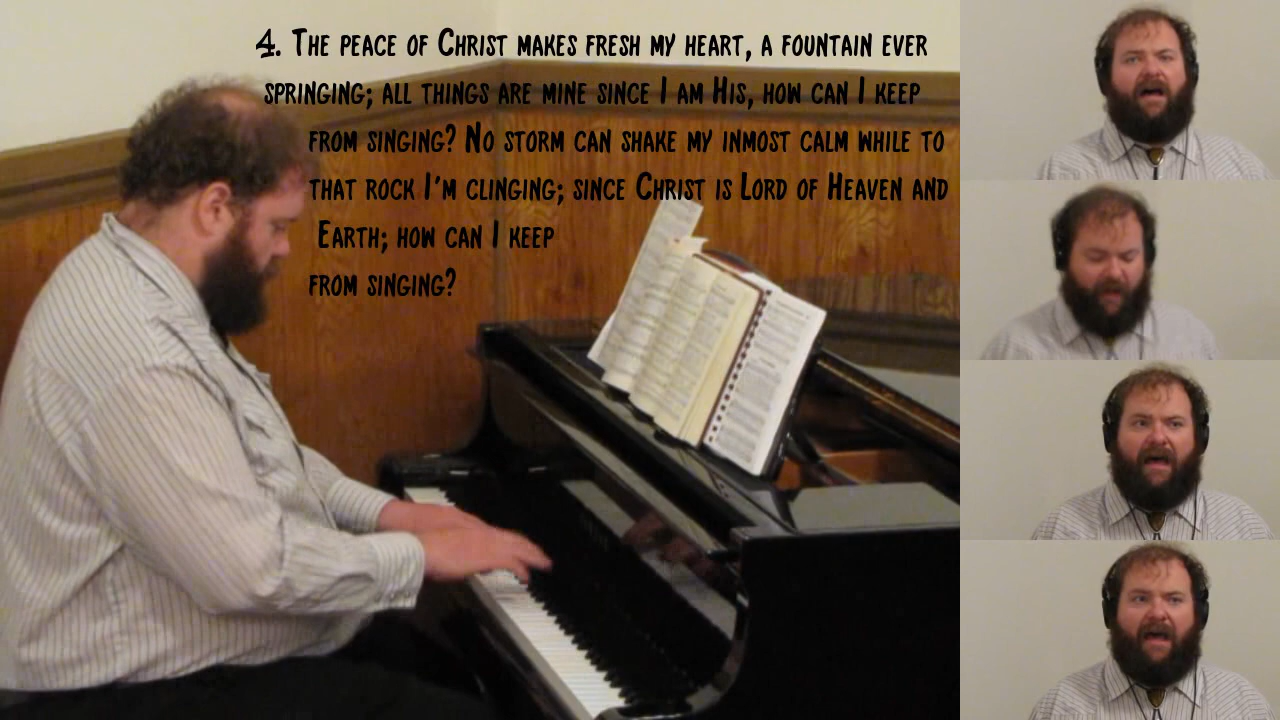 4. The peace of Christ makes fresh my heart, a fountain ever
springing; all things are mine since I am His, how can I keep
from singing? No storm can shake my inmost calm while to
that rock I'm clinging; since Christ is Lord of Heaven and
Earth; how can I keep
from singing?